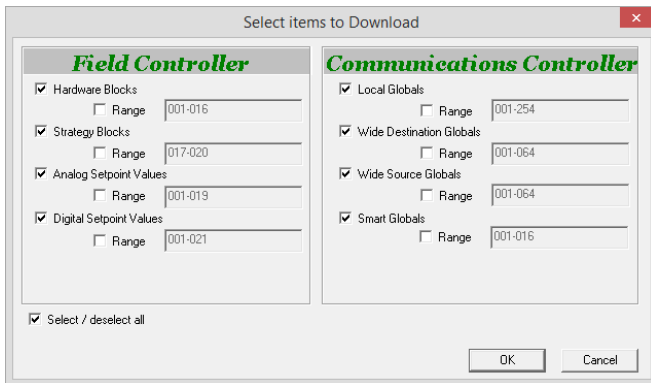 Select items to Download
Field Controller
Hardware Blocks
Range 001-016
Strategy Blocks
Range 017-020
Analog Setpoint Values
Range 001-019
Digital Setpoint Values
Range 001-021
Communications Controller
Local Globals
Range 001-254
Wide Destination Globals
Range 001-064
Wide Source Globals
Range 001-064
Smart Globals
Range 001-016
Select / deselect all
OK Cancel